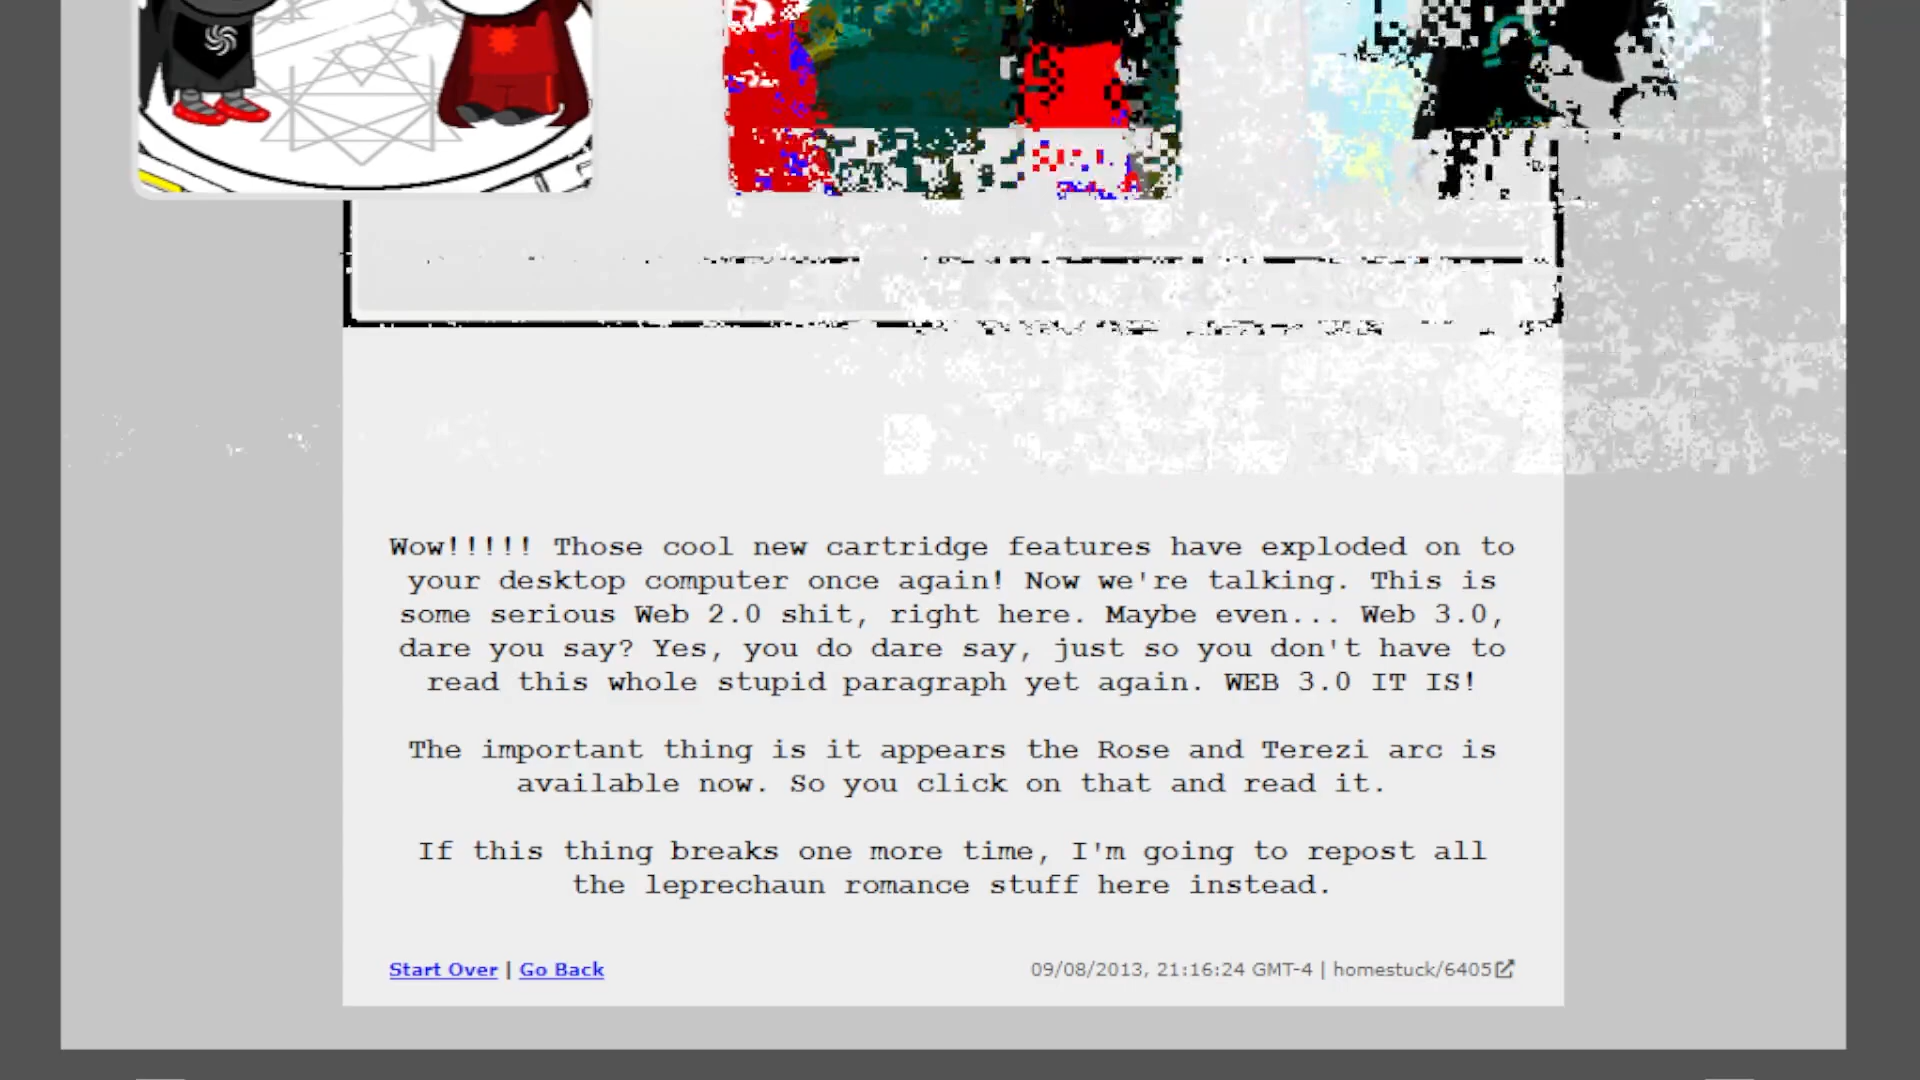 Wow!!!!! Those cool new cartridge features have exploded on to
your desktop computer once again! Now we're talking. This is
some serious Web 2.0 shit, right here. Maybe even... Web 3.0,
dare you say? Yes, you do dare say, just so you don't have to
read this whole stupid paragraph yet again. WEB 3.0 IT IS!
The important thing is it appears the Rose and Terezi arc is
available now. So you click on that and read it.
If this thing breaks one more time, I'm going to repost all
the leprechaun romance stuff here instead.
Start Over | Go Back
09/08/2013, 21:16:24 GMT-4 | homestuck/6405